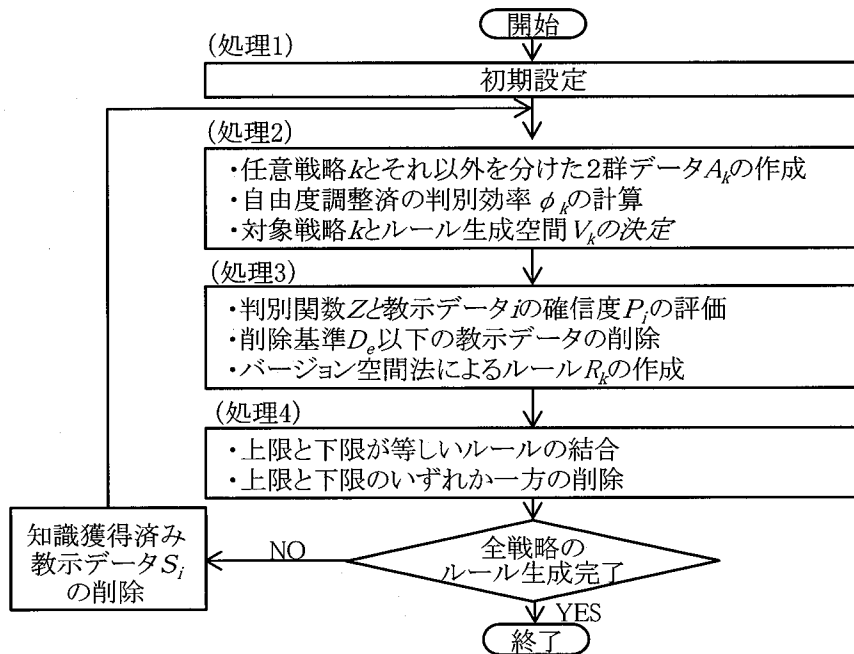 開始
(処理1)
初期設定
(処理2)
・任意戦略kとそれ以外を分けた2群データAkの作成
・自由度調整済の判別効率φkの計算
・対象戦略kとルール生成空間Vkの決定
(処理3)
・判別関数Zと教示データiの確信度Piの評価
・削除基準De以下の教示データの削除
・バージョン空間法によるルールRkの作成
(処理4)
・上限と下限が等しいルールの結合
・上限と下限のいずれか一方の削除
知識獲得済み
教示データSi
の削除
NO
全戦略の
ルール生成完了
YES
終了